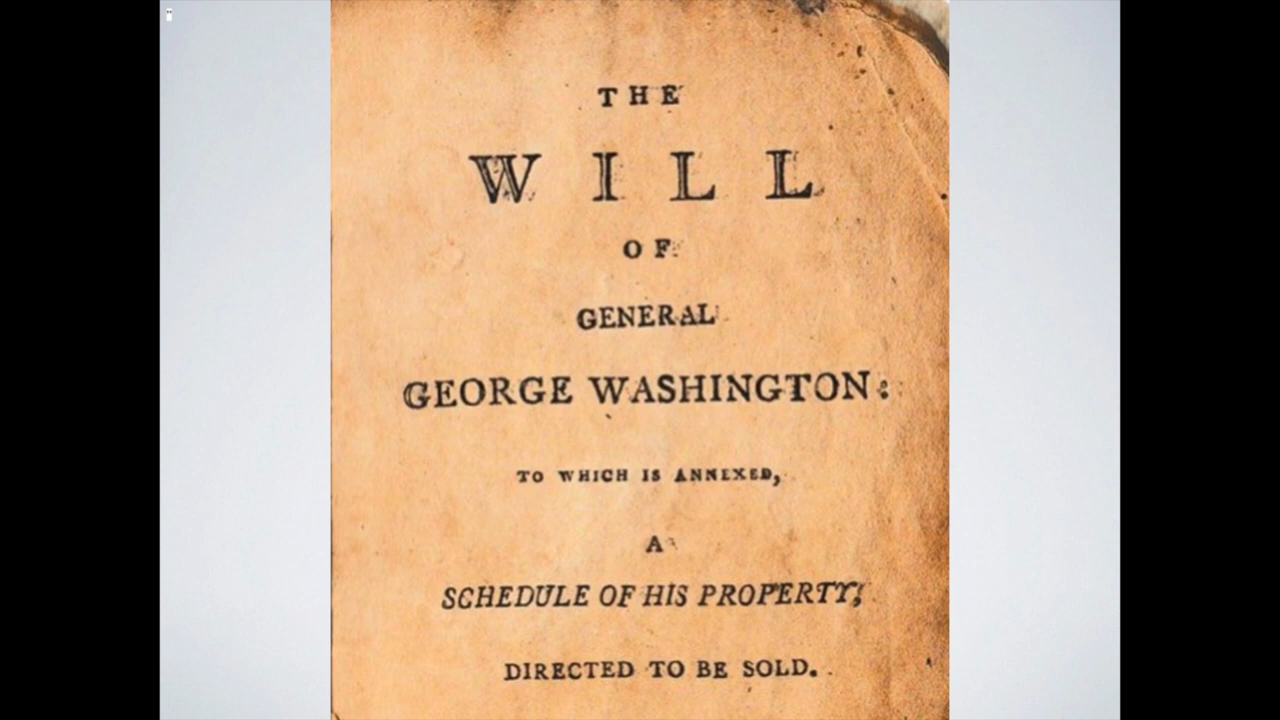 THE
WILL
OF
GENERAL
GEORGE WASHINGTON:
TO WHICH IS ANNEXED,
A
SCHEDULE OF HIS PROPERTY,
DIRECTED TO BE SOLD.